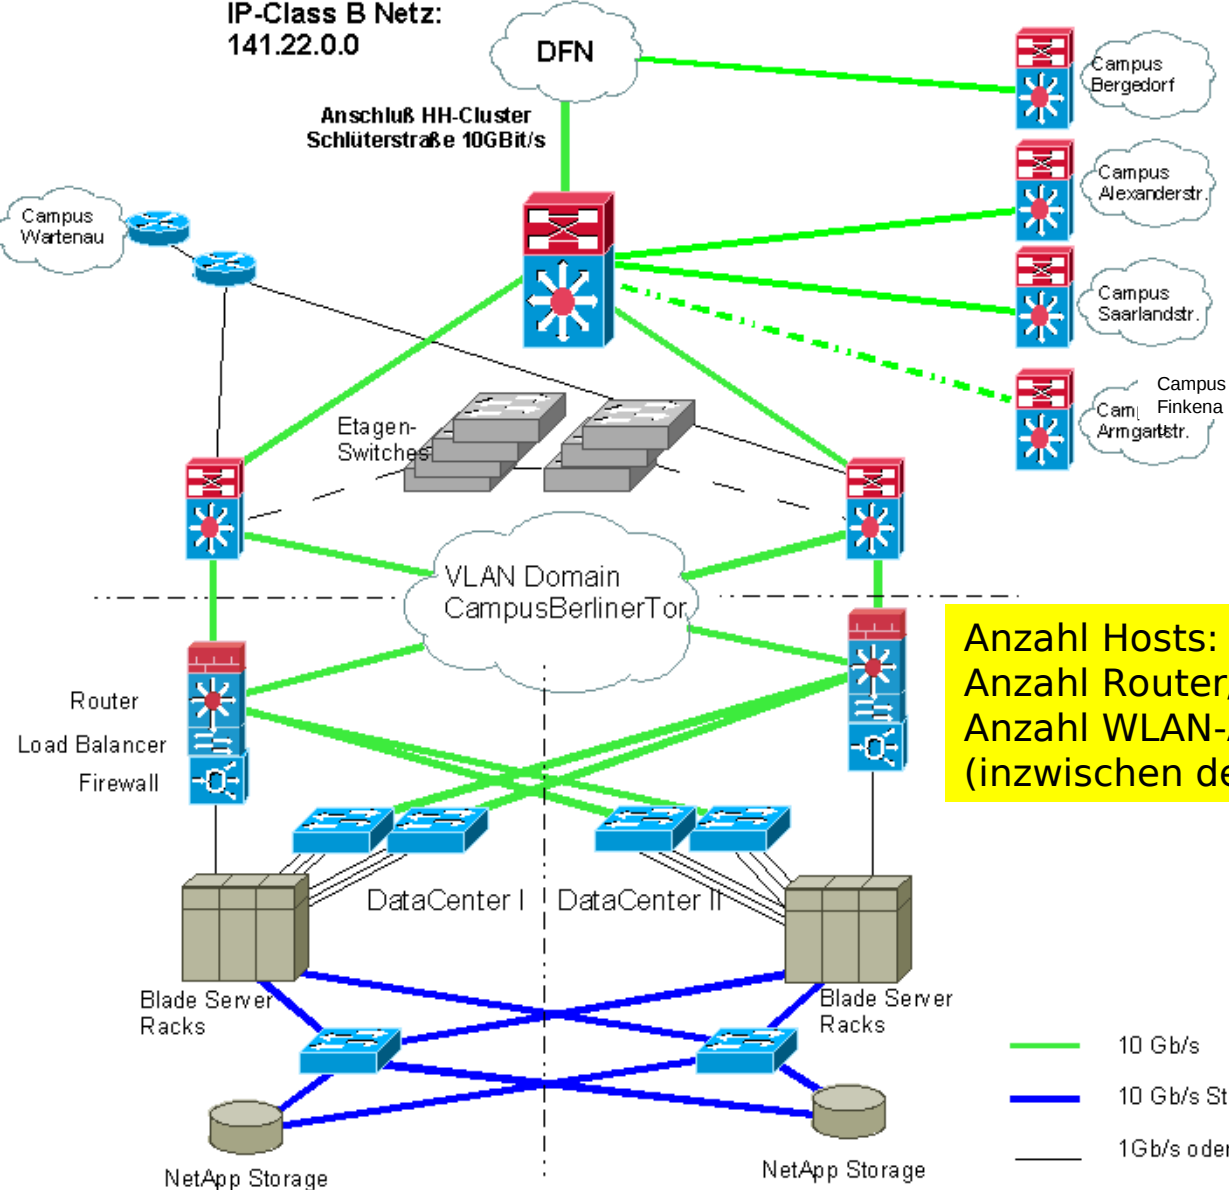 IP-Class B Netz:
141.22.0.0
DFN
Anschluß HH-Cluster
Schlüterstraße 10GBit/s
Campus
Bergedorf
Campus
Alexanderstr.
Campus
Wartenau
Campus
Saarlandstr.
Campus
Finkena
Armgartstr.
Etagen-
Switches
VLAN Domain
CampusBerlinerTor
Anzahl Hosts:
Anzahl Router,
Anzahl WLAN-
(inzwischen de
Router
Load Balancer
Firewall
DataCenter I
DataCenter II
Blade Server
Racks
Blade Server
Racks
NetApp Storage
NetApp Storage
10 Gb/s
10 Gb/s St
1Gb/s oder